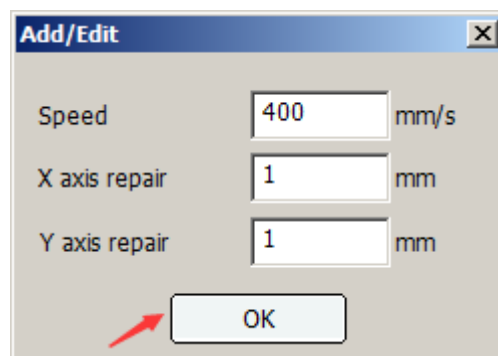 Add/Edit
Speed 400 mm/s
X axis repair 1 mm
Y axis repair 1 mm
OK